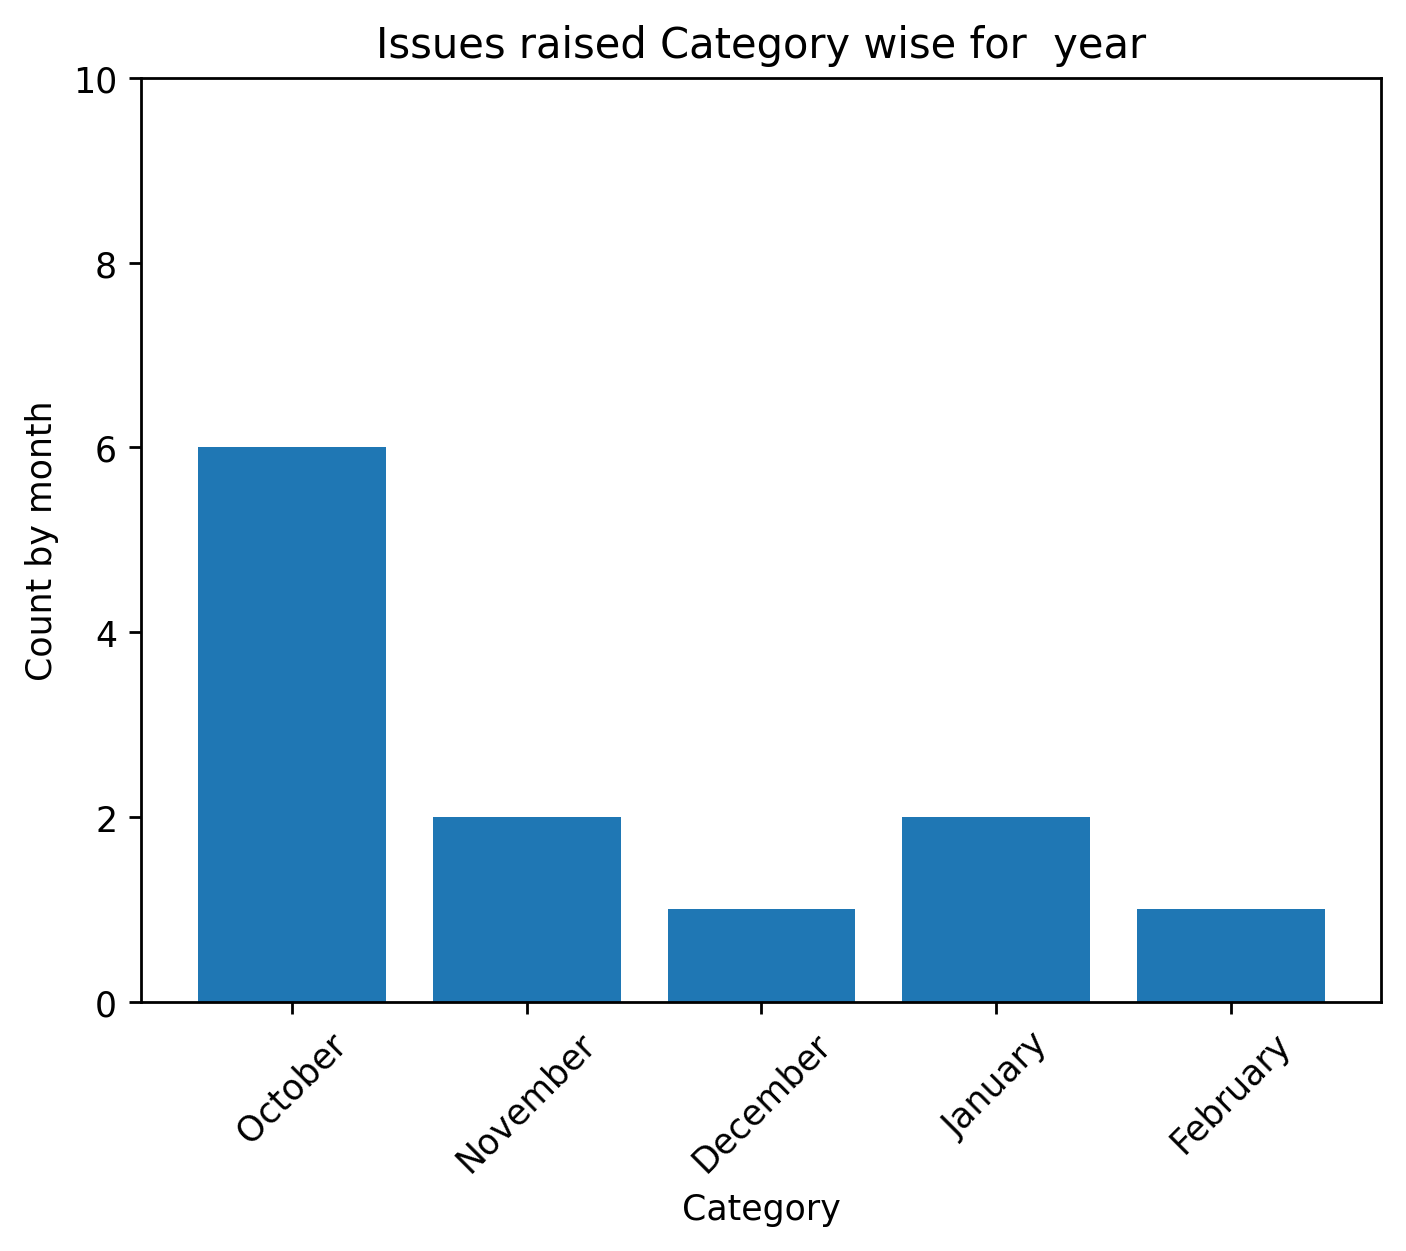 Issues raised Category wise for  year
10
8
6
4
2
0
Count by month
October
November
December
January
February
Category